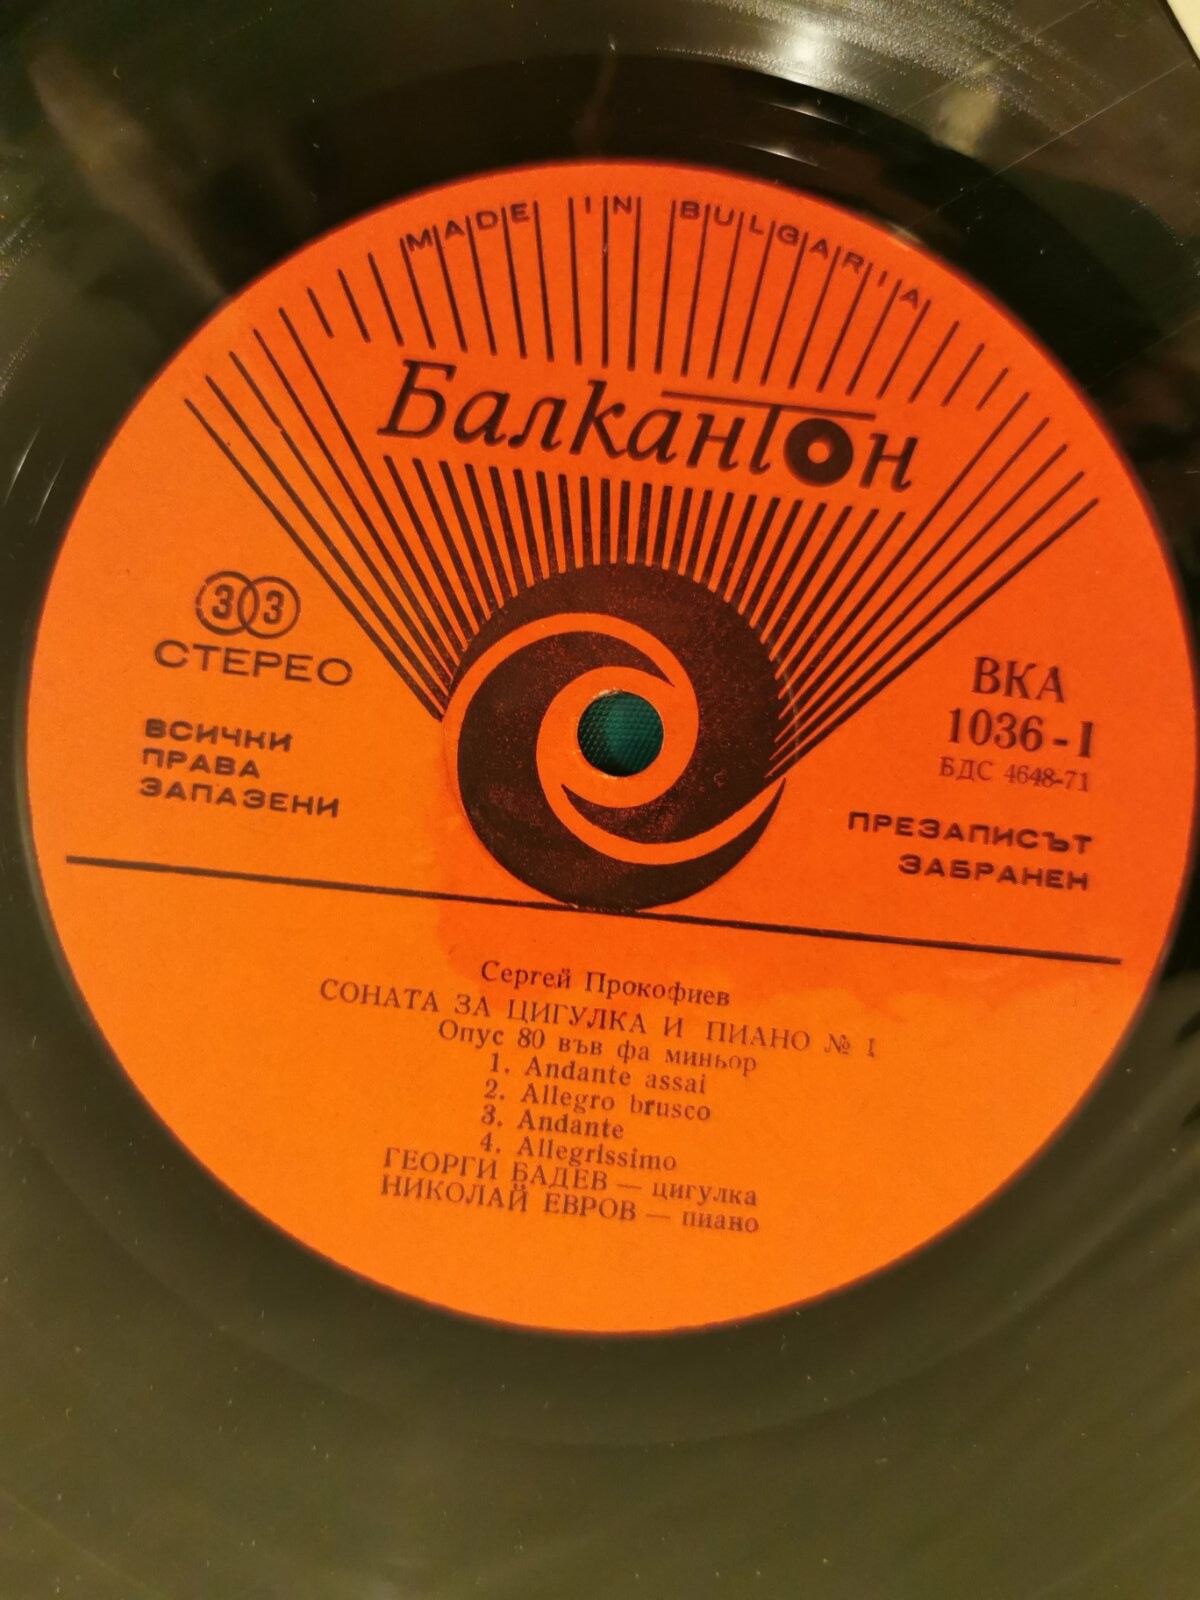 MADE IN BULGARIA
Балкантон
33
СТЕРЕО
ВСИЧКИ
ПРАВА
ЗАПАЗЕНИ
ВКА
1036-I
БДС 4648-71
ПРЕЗАПИСЪТ
ЗАБРАНЕН
Сергей Прокофиев
СОНАТА ЗА ЦИГУЛКА И ПИАНО № I
Опус 80 във фа миньор
1. Andante assai
2. Allegro brusco
3. Andante
4. Allegrissimo
ГЕОРГИ БАДЕВ — цигулка
НИКОЛАЙ ЕВРОВ — пиано